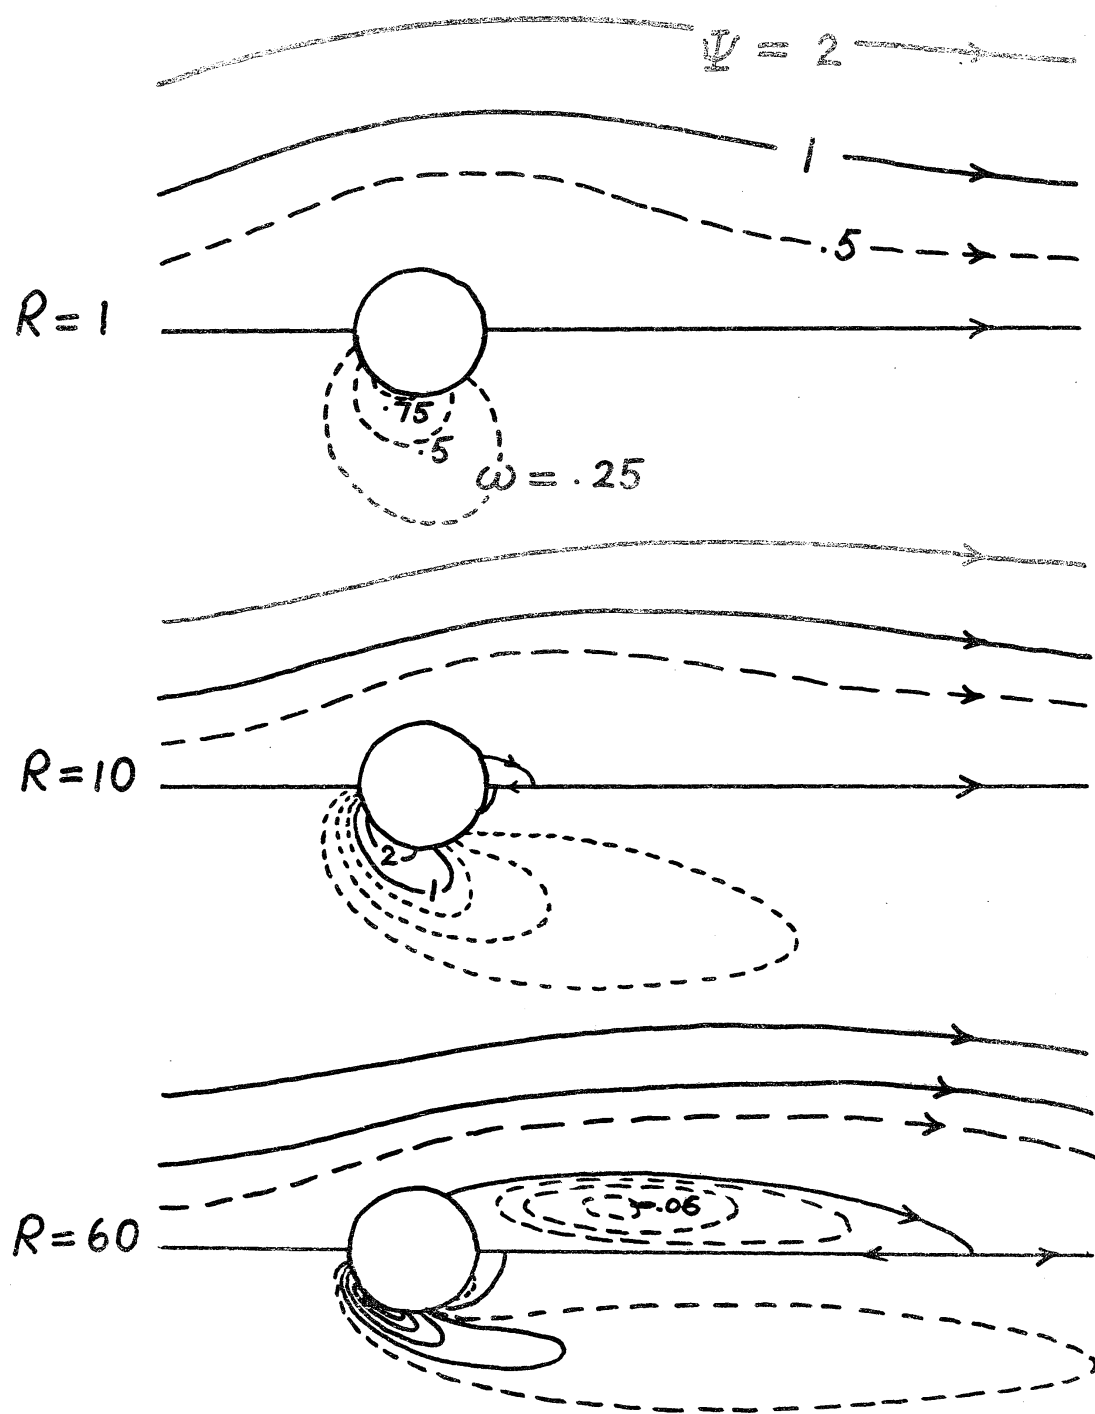 Ψ = 2
1
.5
R = 1
.75
.5
ω = .25
R = 10
2
1
-.06
R = 60